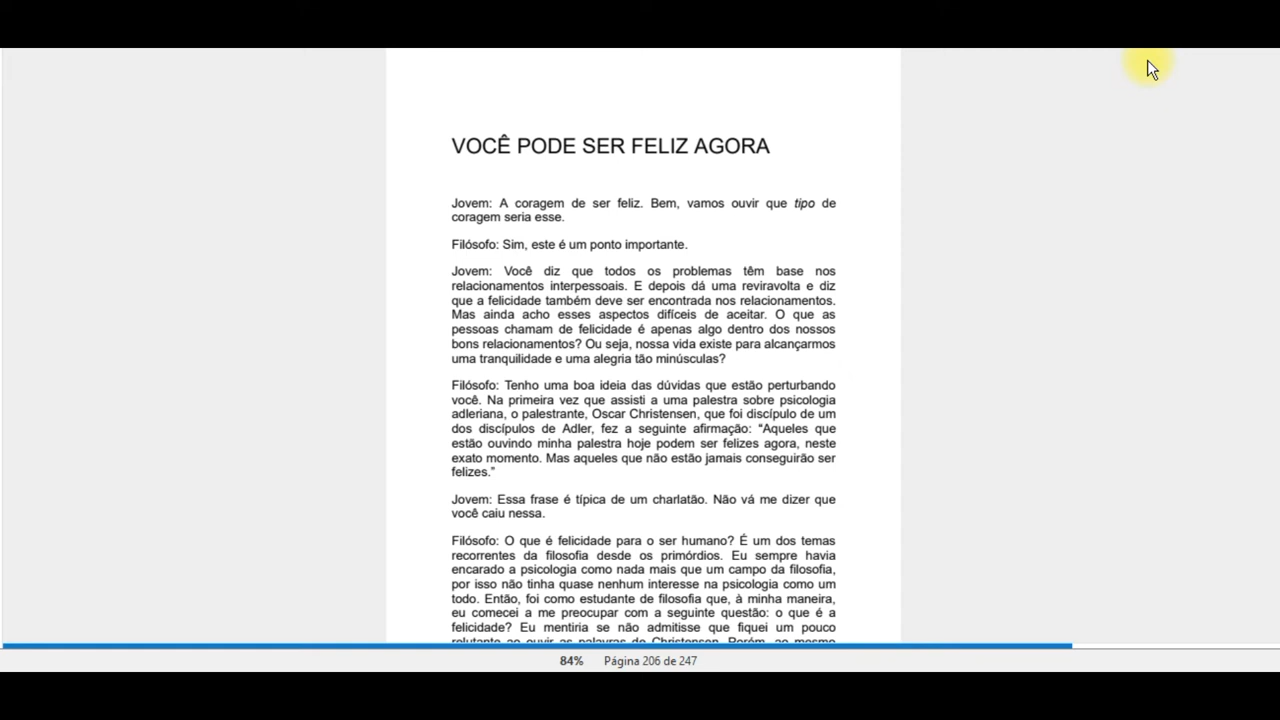 VOCÊ PODE SER FELIZ AGORA
Jovem: A coragem de ser feliz. Bem, vamos ouvir que tipo de
coragem seria esse.
Filósofo: Sim, este é um ponto importante.
Jovem: Você diz que todos os problemas têm base nos
relacionamentos interpessoais. E depois dá uma reviravolta e diz
que a felicidade também deve ser encontrada nos relacionamentos.
Mas ainda acho esses aspectos difíceis de aceitar. O que as
pessoas chamam de felicidade é apenas algo dentro dos nossos
bons relacionamentos? Ou seja, nossa vida existe para alcançarmos
uma tranquilidade e uma alegria tão minúsculas?
Filósofo: Tenho uma boa ideia das dúvidas que estão perturbando
você. Na primeira vez que assisti a uma palestra sobre psicologia
adleriana, o palestrante, Oscar Christensen, que foi discípulo de um
dos discípulos de Adler, fez a seguinte afirmação: “Aqueles que
estão ouvindo minha palestra hoje podem ser felizes agora, neste
exato momento. Mas aqueles que não estão jamais conseguirão ser
felizes.”
Jovem: Essa frase é típica de um charlatão. Não vá me dizer que
você caiu nessa.
Filósofo: O que é felicidade para o ser humano? É um dos temas
recorrentes da filosofia desde os primórdios. Eu sempre havia
encarado a psicologia como nada mais que um campo da filosofia,
por isso não tinha quase nenhum interesse na psicologia como um
todo. Então, foi como estudante de filosofia que, à minha maneira,
eu comecei a me preocupar com a seguinte questão: o que é a
felicidade? Eu mentiria se não admitisse que fiquei um pouco
relutante ao ouvir as palavras de Christensen. Porém, ao mesmo
84% Página 206 de 247